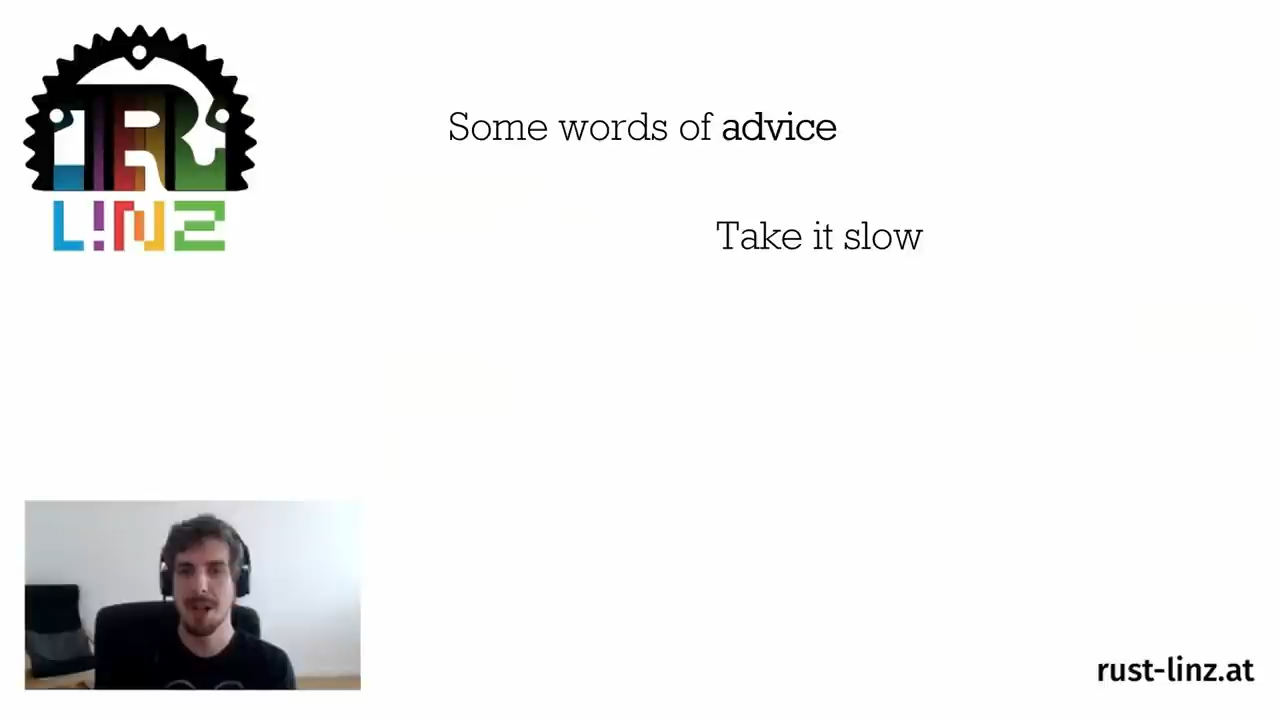 R
L!NZ
Some words of advice
Take it slow
rust-linz.at